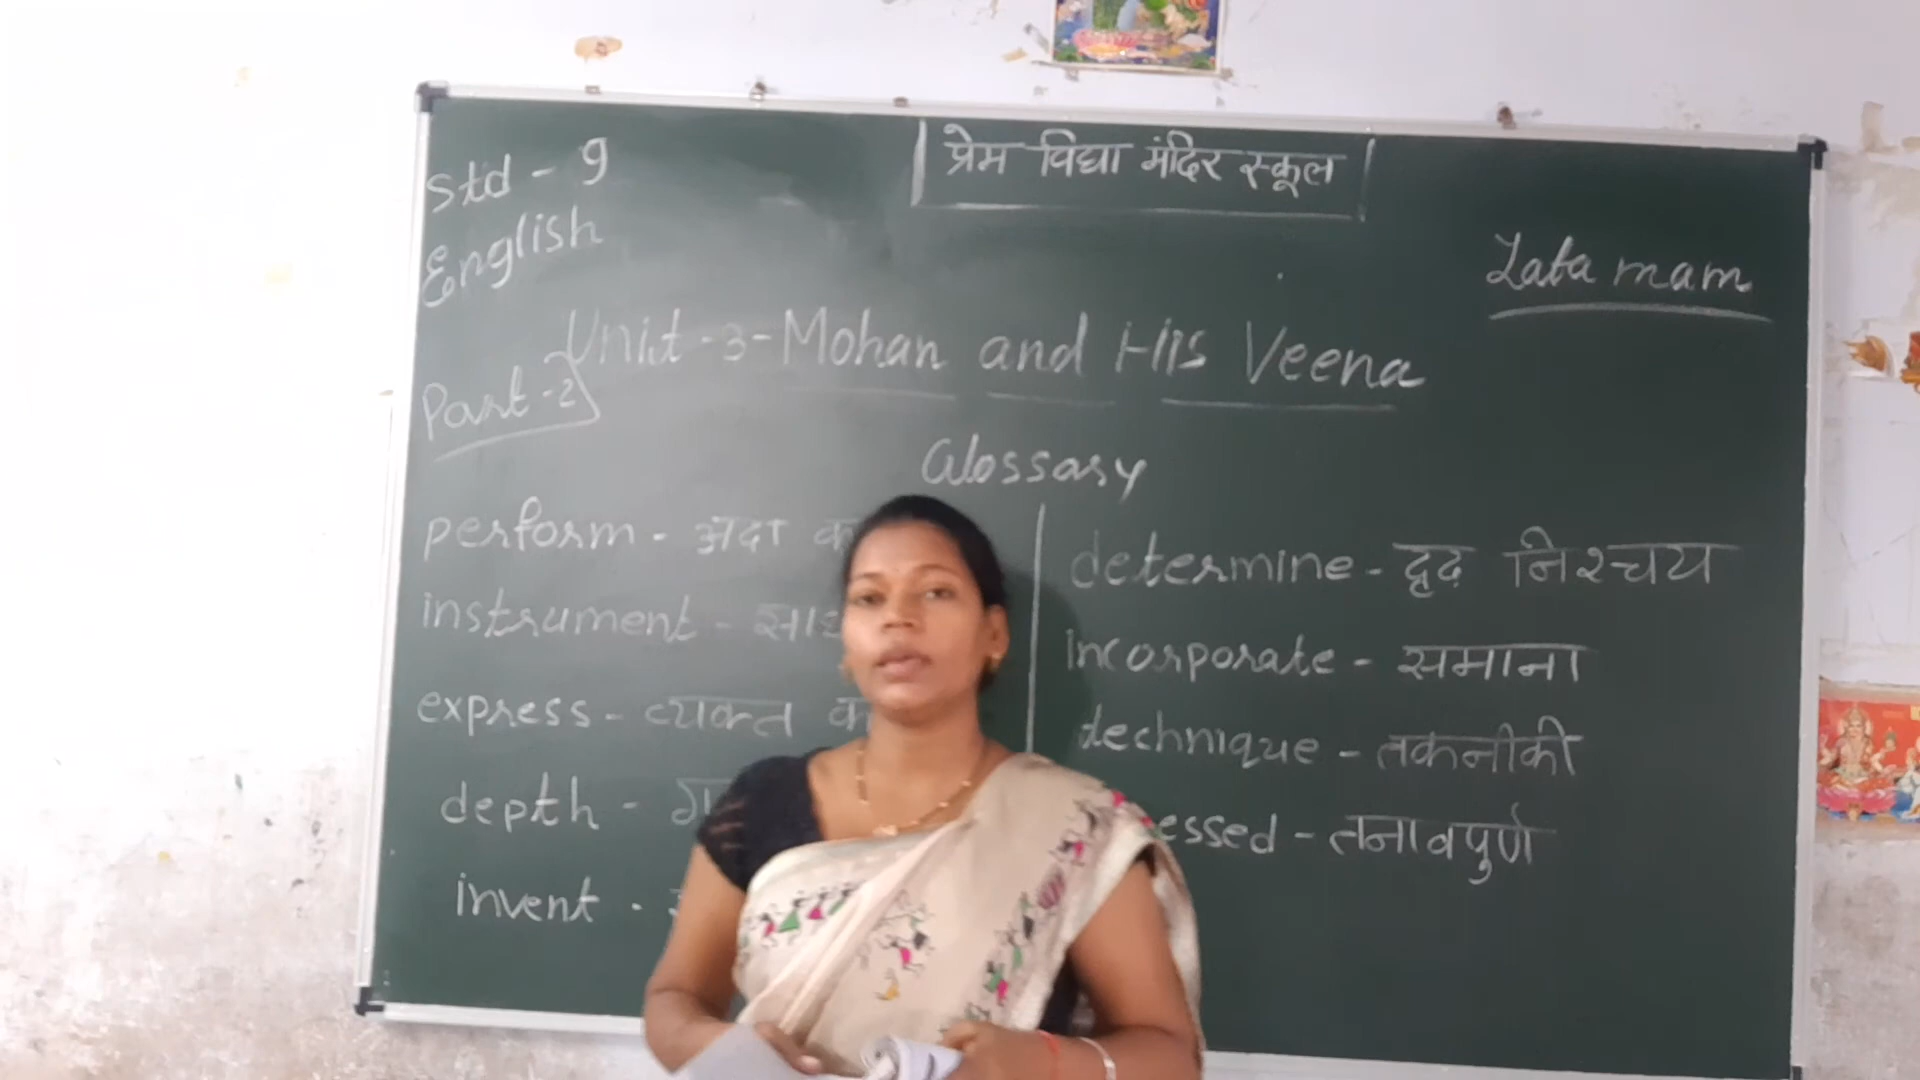 Std - 9
प्रेम विद्या मंदिर स्कूल
English
Lata mam
Unit - 3 - Mohan and His Veena
Part - 2
Glossary
perform - अदा
instrument -
express - व्यक्त
depth -
invent -
determine - दृढ़ निश्चय
incorporate - समाना
technique - तकनीकी
essed - तनावपुर्ण